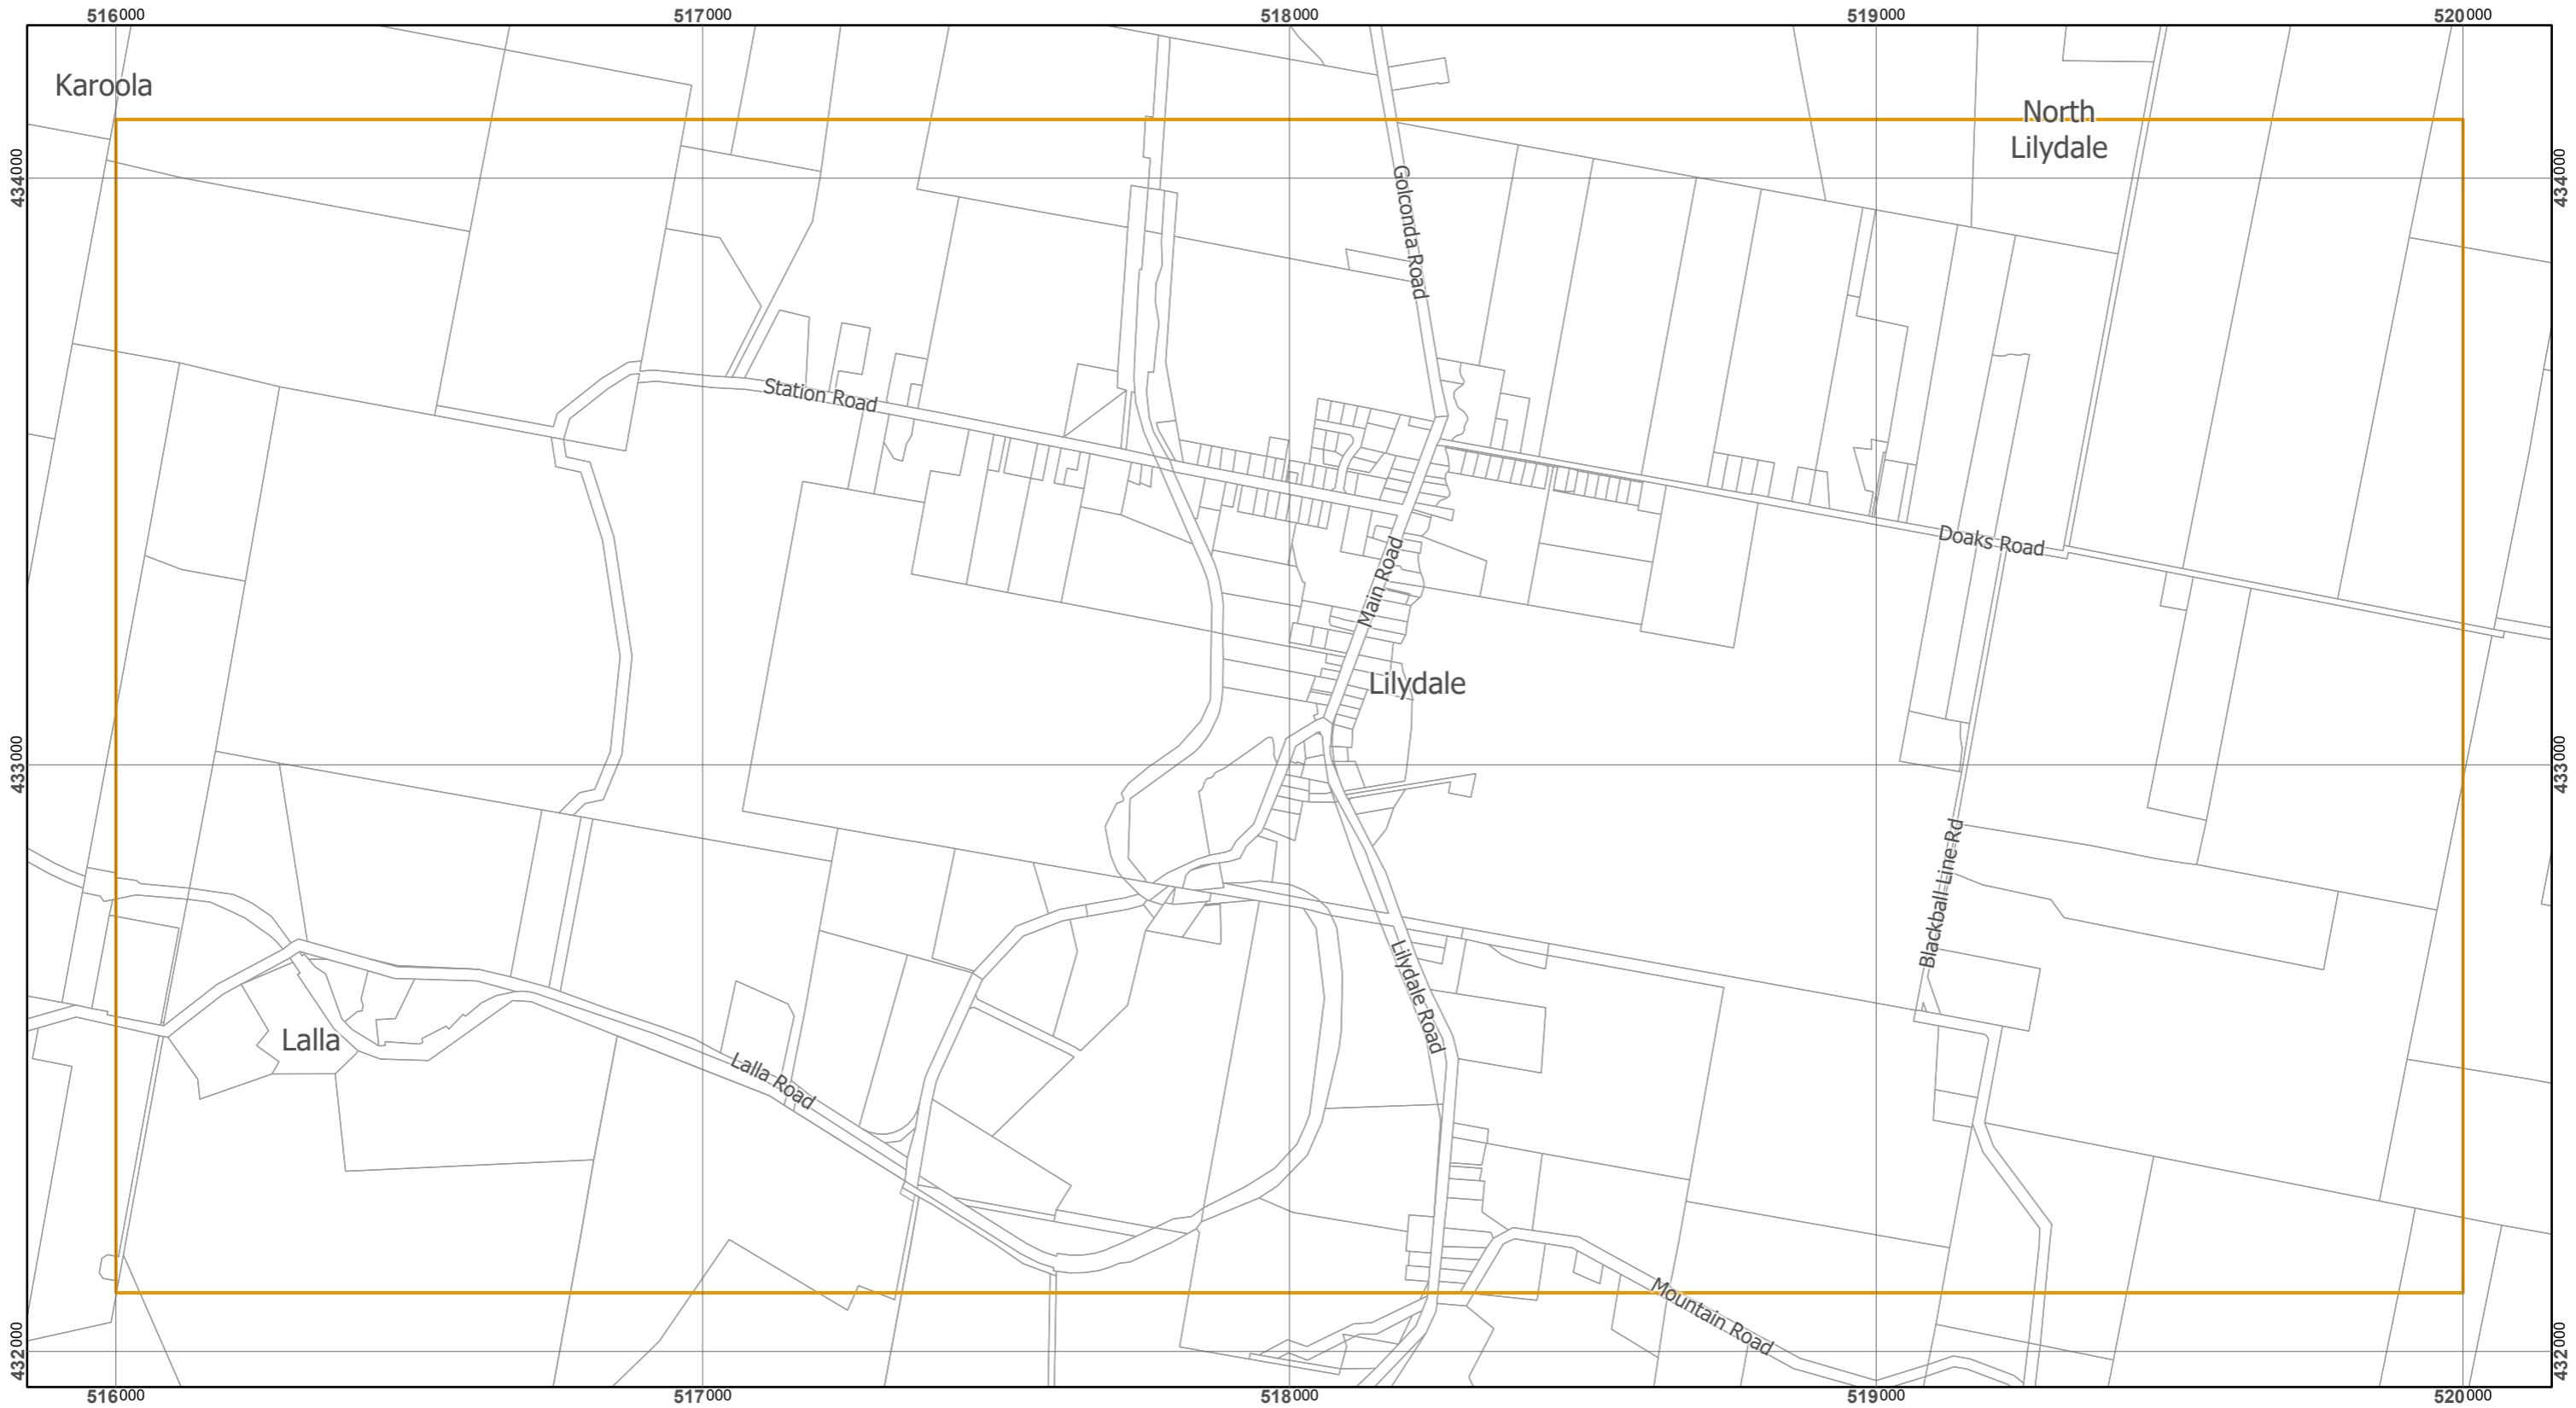 516000 517000 518000 519000 520000
Karoola
North
Lilydale
434000 434000
Golconda Road
Station Road
Doaks Road
Main Road
Lilydale
433000 433000
Blackball Line Rd
Lilydale Road
Lalla
Lalla Road
Mountain Road
432000 432000
516000 517000 518000 519000 520000